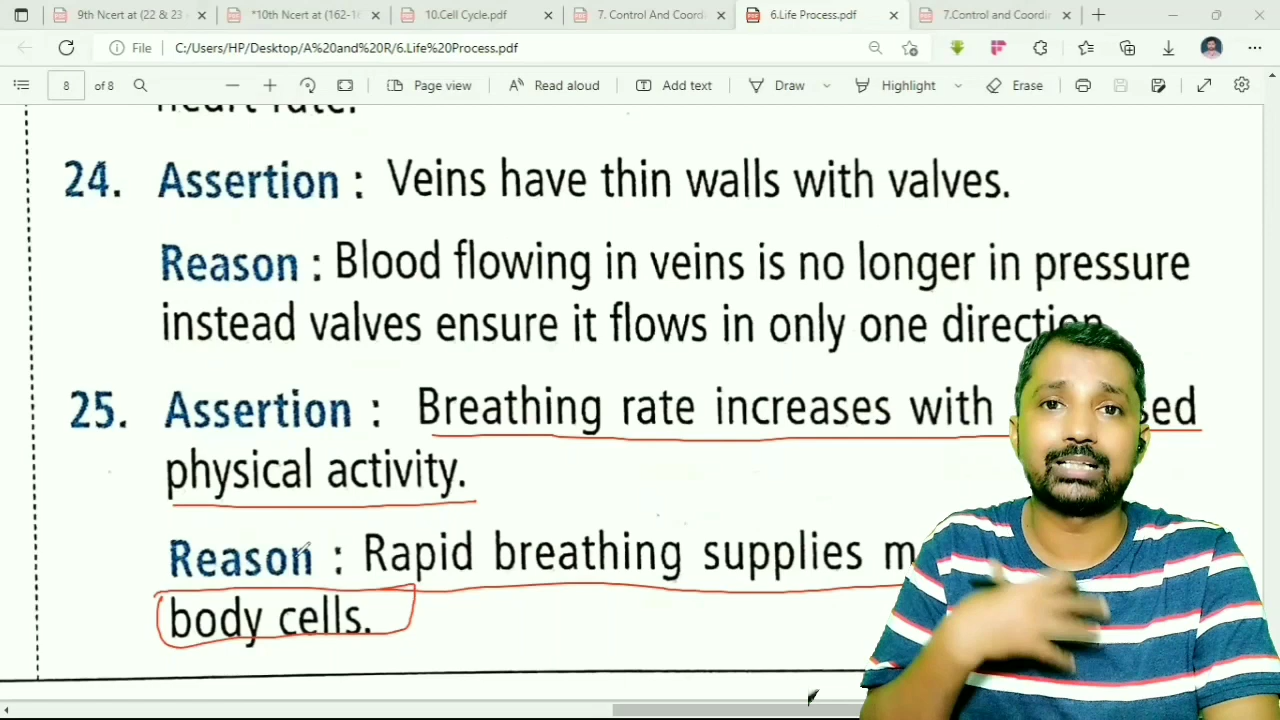 9th Ncert at (22 & 23
*10th Ncert at (162-1
10.Cell Cycle.pdf
7. Control And Coord
6.Life Process.pdf
7.Control and Coordi
File C:/Users/HP/Desktop/A%20and%20R/6.Life%20Process.pdf
8 of 8 Page view Read aloud Add text Draw Highlight Erase
heart rate.
24. Assertion : Veins have thin walls with valves.
Reason : Blood flowing in veins is no longer in pressure
instead valves ensure it flows in only one direction
25. Assertion : Breathing rate increases with
physical activity.
Reason : Rapid breathing supplies
body cells.